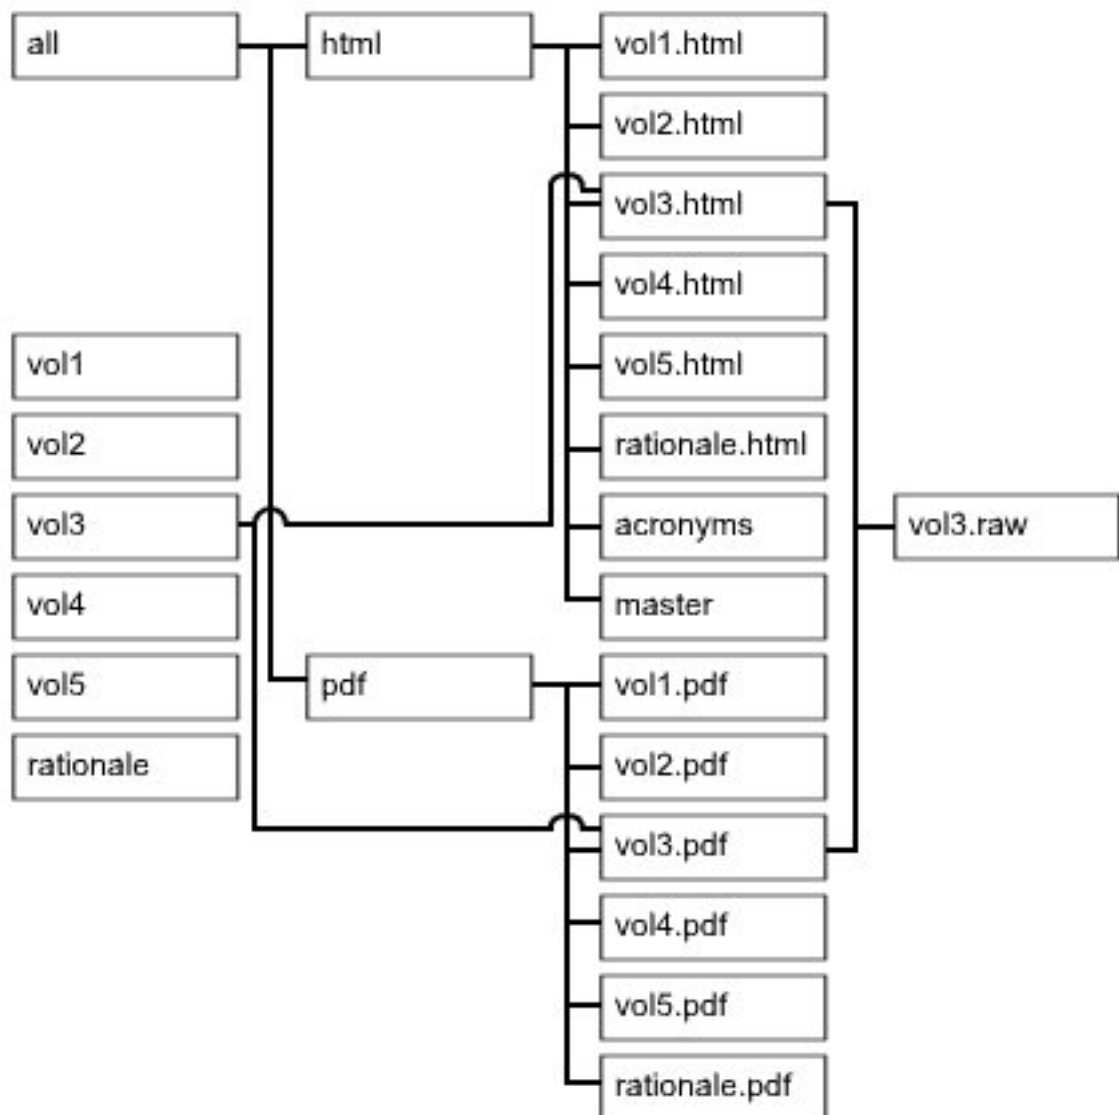 all
html
vol1.html
vol2.html
vol3.html
vol4.html
vol1
vol5.html
vol2
rationale.html
vol3
acronyms
vol3.raw
vol4
master
vol5
pdf
vol1.pdf
rationale
vol2.pdf
vol3.pdf
vol4.pdf
vol5.pdf
rationale.pdf